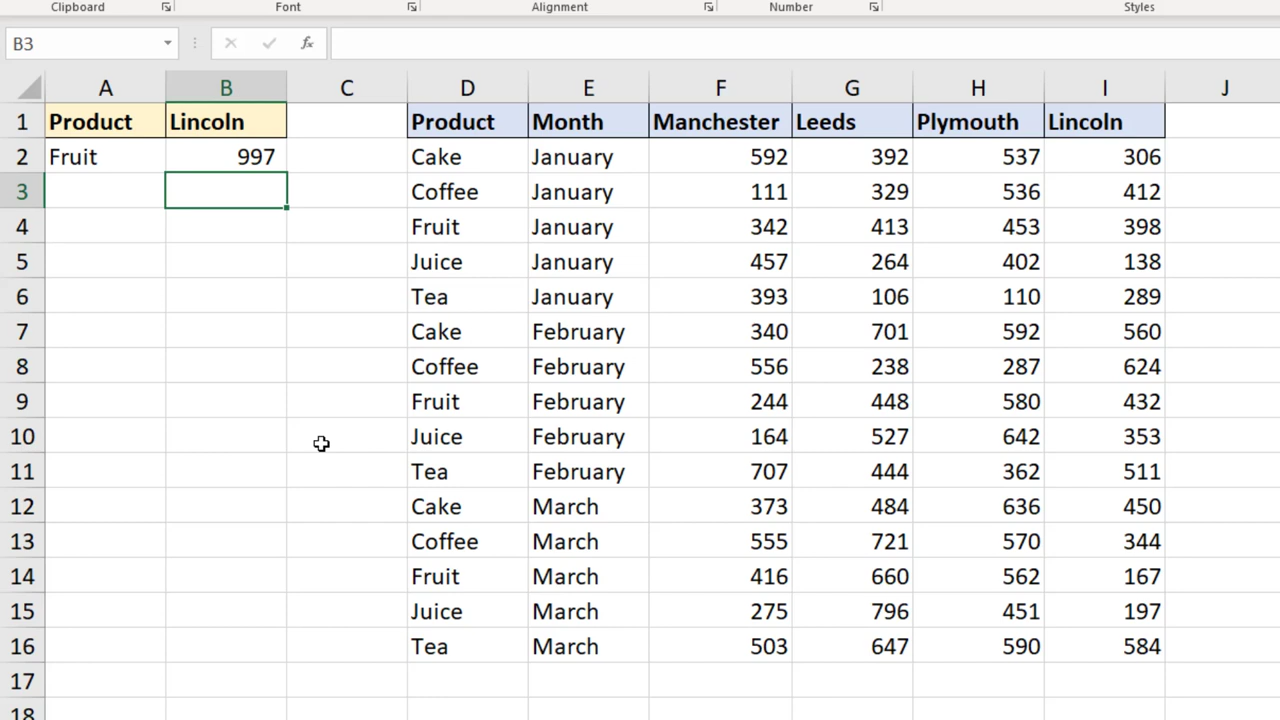 Clipboard Font Alignment Number Styles
B3 fx
A B C D E F G H I J
1 Product Lincoln Product Month Manchester Leeds Plymouth Lincoln
2 Fruit 997 Cake January 592 392 537 306
3 Coffee January 111 329 536 412
4 Fruit January 342 413 453 398
5 Juice January 457 264 402 138
6 Tea January 393 106 110 289
7 Cake February 340 701 592 560
8 Coffee February 556 238 287 624
9 Fruit February 244 448 580 432
10 Juice February 164 527 642 353
11 Tea February 707 444 362 511
12 Cake March 373 484 636 450
13 Coffee March 555 721 570 344
14 Fruit March 416 660 562 167
15 Juice March 275 796 451 197
16 Tea March 503 647 590 584
17
18